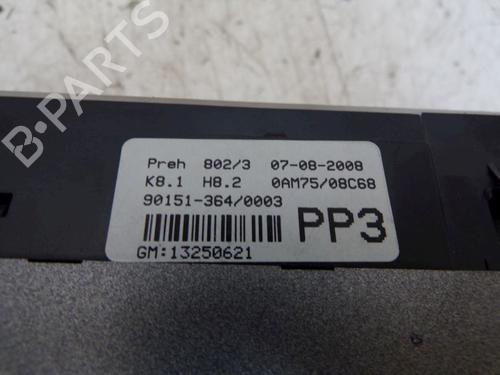 B-PARTS
Preh 802/3 07-08-2008
K8.1 H8.2 0AM75/08C68
90151-364/0003
PP3
GM:13250621